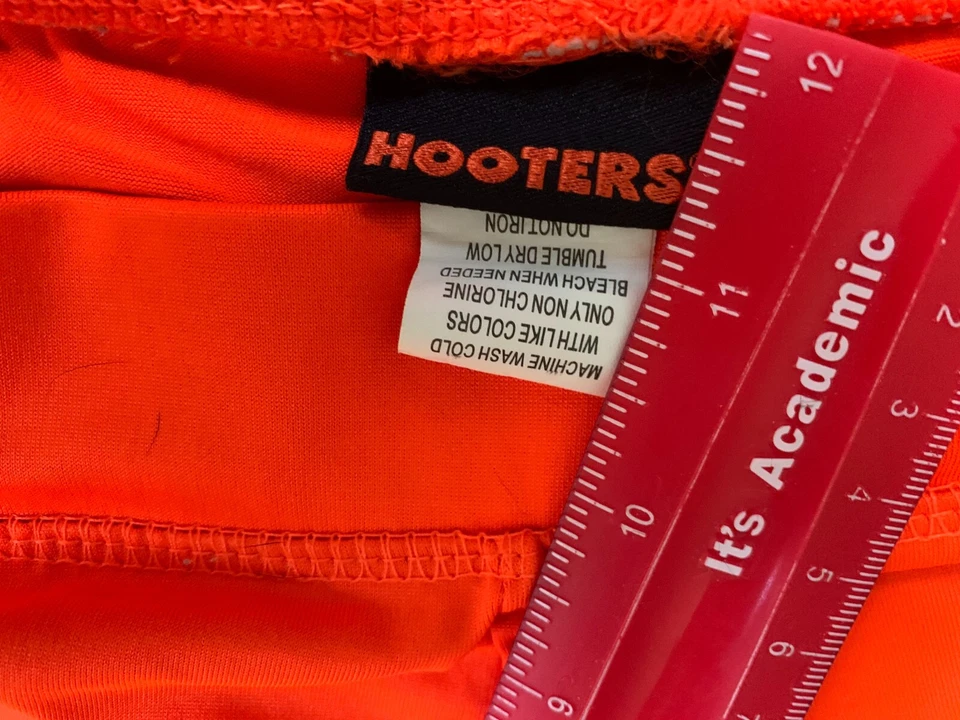 HOOTERS
MACHINE WASH COLD
WITH LIKE COLORS
ONLY NON CHLORINE
BLEACH WHEN NEEDED
TUMBLE DRY LOW
DO NOT IRON
It's Academic
12
11
10
9
2
3
4
5
6